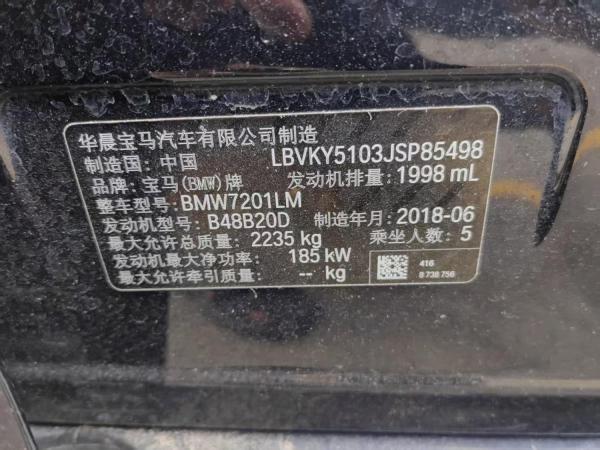 华晨宝马汽车有限公司制造
制造国: 中国 LBVKY5103JSP85498
品牌: 宝马(BMW)牌 发动机排量: 1998 mL
整车型号: BMW7201LM
发动机型号: B48B20D 制造年月: 2018-06
最大允许总质量: 2235 kg 乘坐人数: 5
发动机最大净功率: 185 kW
最大允许牵引质量: -- kg
416
8 738 756